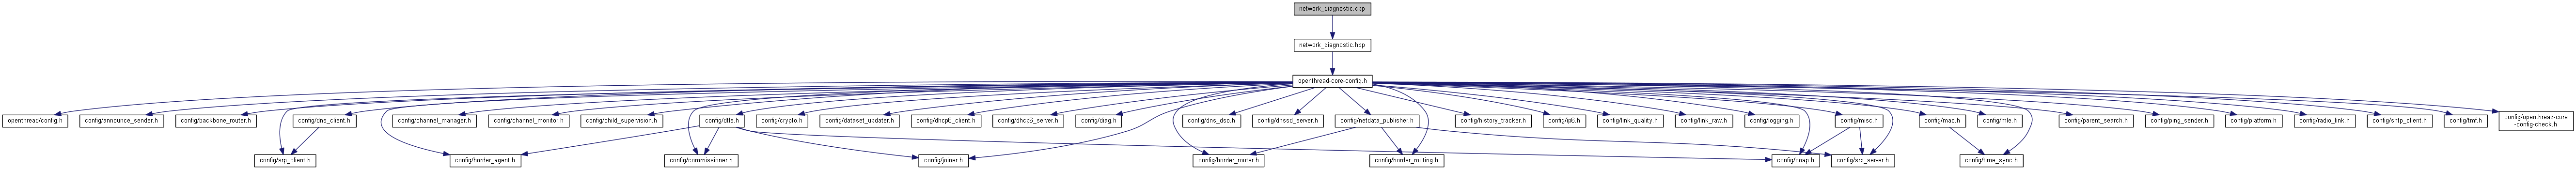 network_diagnostic.cpp
network_diagnostic.hpp
openthread-core-config.h
openthread/config.h
config/announce_sender.h
config/backbone_router.h
config/dns_client.h
config/channel_manager.h
config/channel_monitor.h
config/child_supervision.h
config/dtls.h
config/crypto.h
config/dataset_updater.h
config/dhcp6_client.h
config/dhcp6_server.h
config/diag.h
config/dns_dso.h
config/dnssd_server.h
config/netdata_publisher.h
config/history_tracker.h
config/ip6.h
config/link_quality.h
config/link_raw.h
config/logging.h
config/misc.h
config/mac.h
config/mle.h
config/parent_search.h
config/ping_sender.h
config/platform.h
config/radio_link.h
config/sntp_client.h
config/tmf.h
config/openthread-core
-config-check.h
config/srp_client.h
config/border_agent.h
config/commissioner.h
config/joiner.h
config/border_router.h
config/border_routing.h
config/coap.h
config/srp_server.h
config/time_sync.h